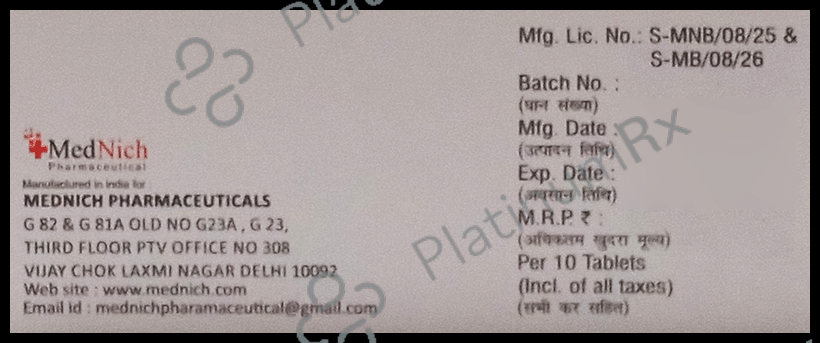 MedNich
Pharmaceutical
Manufactured in India for
MEDNICH PHARMACEUTICALS
G 82 & G 81A OLD NO G23A , G 23,
THIRD FLOOR PTV OFFICE NO 308
VIJAY CHOK LAXMI NAGAR DELHI 10092
Web site : www.mednich.com
Email id : mednichpharamaceutical@gmail.com
Mfg. Lic. No.: S-MNB/08/25 &
S-MB/08/26
Batch No. :
(घान संख्या)
Mfg. Date :
(उत्पादन तिथि)
Exp. Date :
(अवसान तिथि)
M.R.P. ₹ :
(अधिकतम खुदरा मूल्य)
Per 10 Tablets
(Incl. of all taxes)
(सभी कर सहित)
PlatinumRx